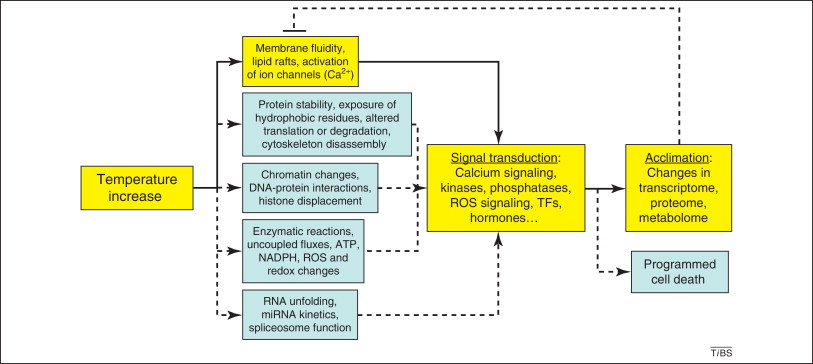 Membrane fluidity,
lipid rafts, activation
of ion channels (Ca2+)
Protein stability, exposure of
hydrophobic residues, altered
translation or degradation,
cytoskeleton disassembly
Temperature
increase
Chromatin changes,
DNA-protein interactions,
histone displacement
Enzymatic reactions,
uncoupled fluxes, ATP,
NADPH, ROS and
redox changes
RNA unfolding,
miRNA kinetics,
spliceosome function
Signal transduction:
Calcium signaling,
kinases, phosphatases,
ROS signaling, TFs,
hormones…
Acclimation:
Changes in
transcriptome,
proteome,
metabolome
Programmed
cell death
TiBS